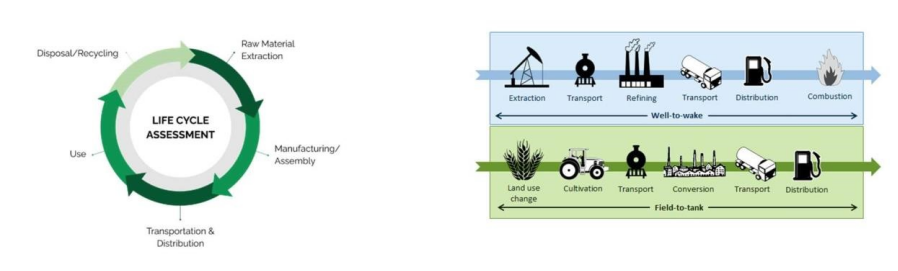 Disposal/Recycling
Raw Material
Extraction
LIFE CYCLE
ASSESSMENT
Use
Manufacturing/
Assembly
Transportation &
Distribution
Extraction
Transport
Refining
Transport
Distribution
Combustion
Well-to-wake
Land use
change
Cultivation
Transport
Conversion
Transport
Distribution
Field-to-tank